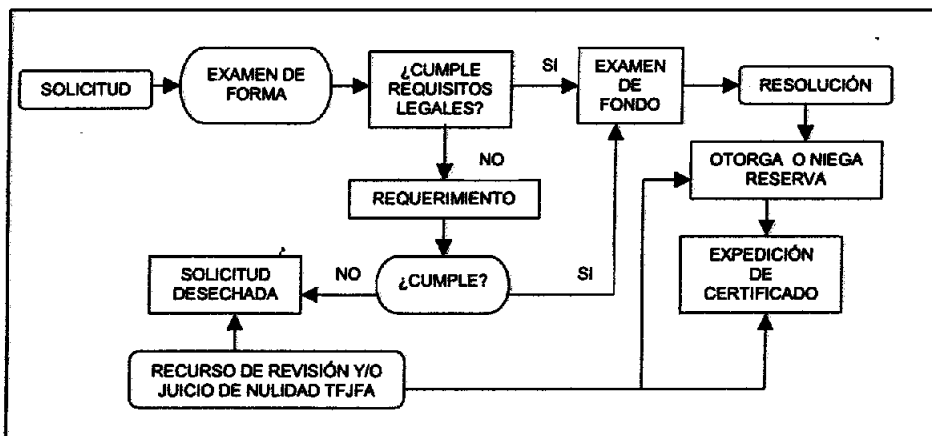 SOLICITUD
EXAMEN DE
FORMA
¿CUMPLE
REQUISITOS
LEGALES?
SI
EXAMEN
DE
FONDO
RESOLUCIÓN
OTORGA O NIEGA
RESERVA
NO
REQUERIMIENTO
EXPEDICIÓN
DE
CERTIFICADO
SOLICITUD
DESECHADA
NO
¿CUMPLE?
SI
RECURSO DE REVISIÓN Y/O
JUICIO DE NULIDAD TFJFA